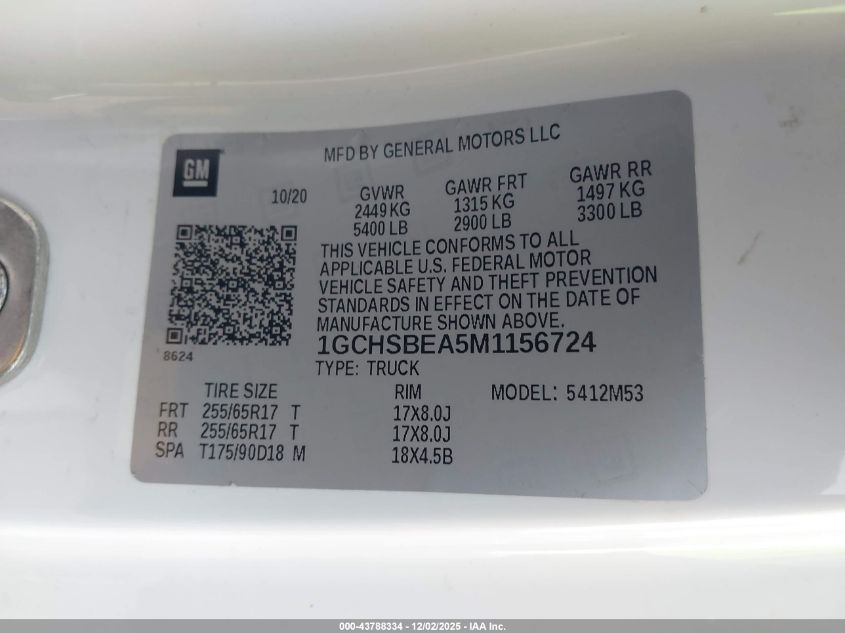 GM
MFD BY GENERAL MOTORS LLC
10/20
GVWR
2449 KG
5400 LB
GAWR FRT
1315 KG
2900 LB
GAWR RR
1497 KG
3300 LB
THIS VEHICLE CONFORMS TO ALL
APPLICABLE U.S. FEDERAL MOTOR
VEHICLE SAFETY AND THEFT PREVENTION
STANDARDS IN EFFECT ON THE DATE OF
MANUFACTURE SHOWN ABOVE.
8624
1GCHSBEA5M1156724
TYPE: TRUCK
TIRE SIZE RIM MODEL: 5412M53
FRT 255/65R17 T 17X8.0J
RR 255/65R17 T 17X8.0J
SPA T175/90D18 M 18X4.5B
000-43788334 - 12/02/2025 - IAA Inc.